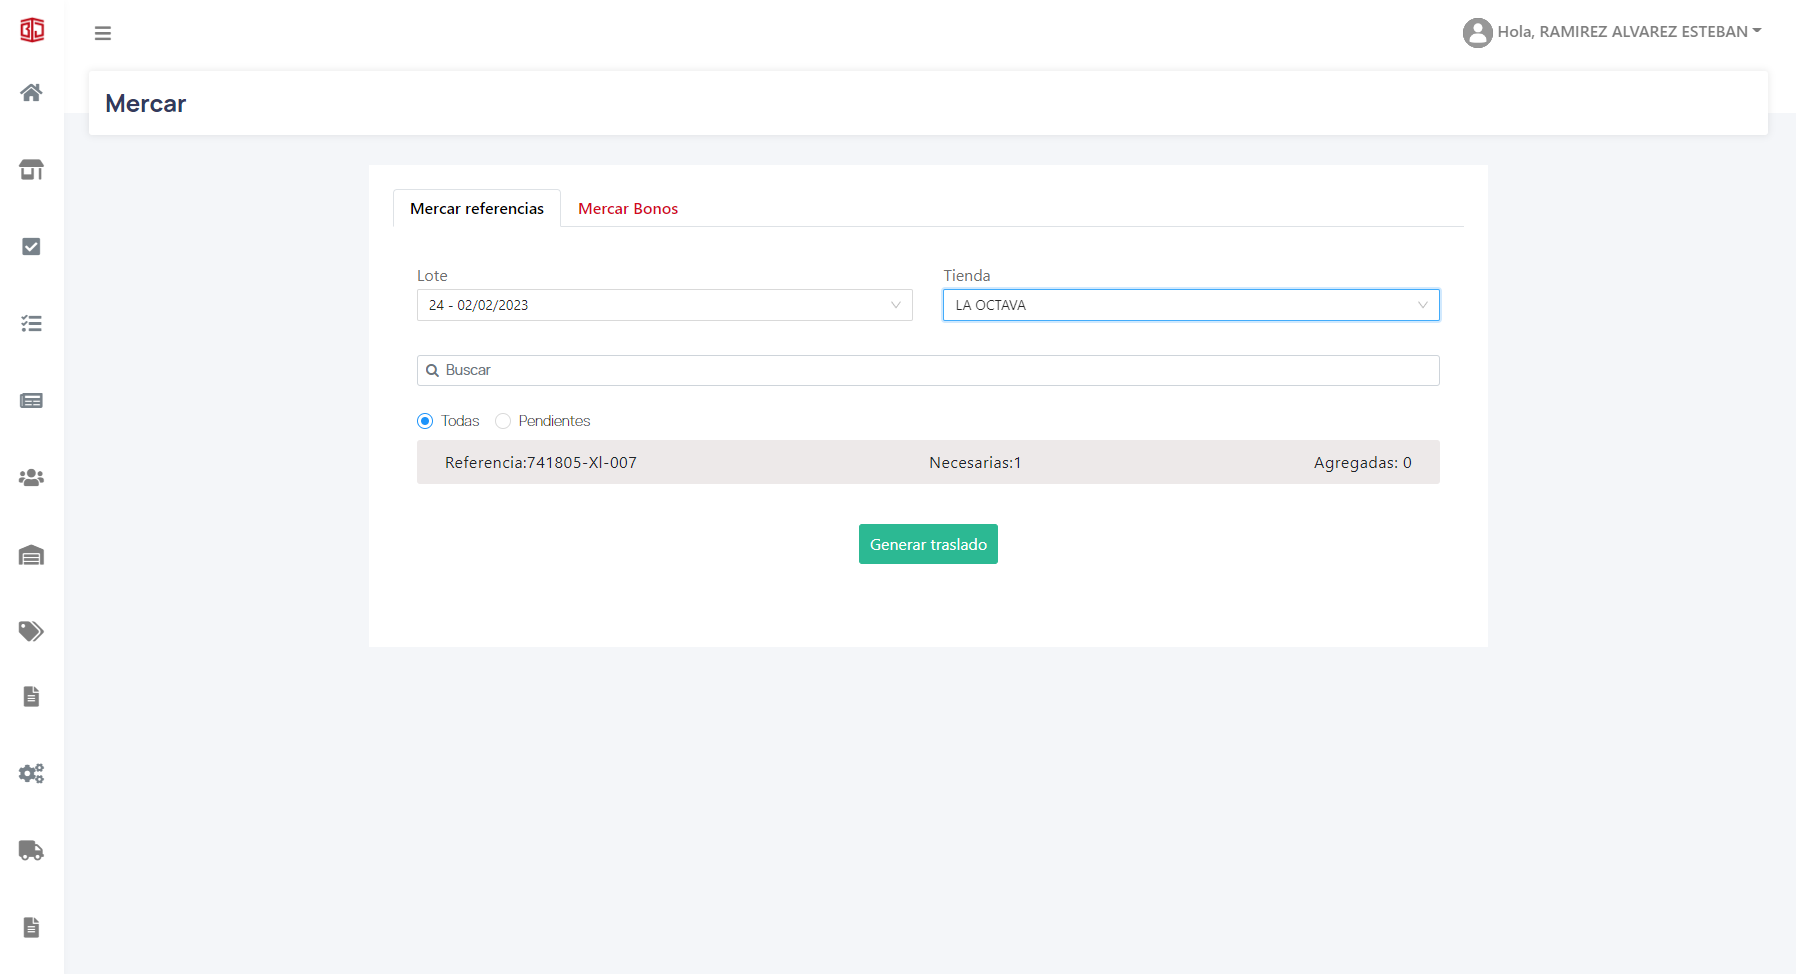 Hola, RAMIREZ ALVAREZ ESTEBAN
Mercar
Mercar referencias
Mercar Bonos
Lote
Tienda
24 - 02/02/2023
LA OCTAVA
Buscar
Todas
Pendientes
Referencia:741805-Xl-007
Necesarias:1
Agregadas: 0
Generar traslado